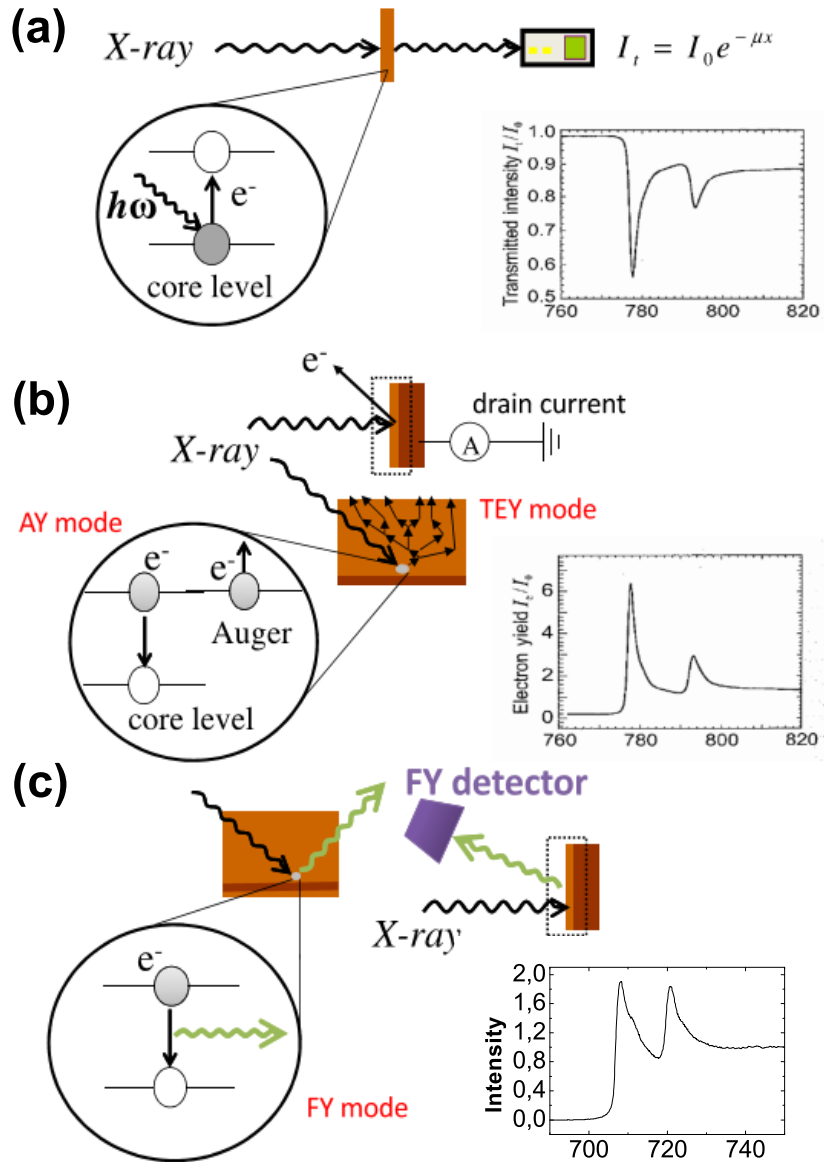 (a)
X-ray
I_t = I_0 e^{-μx}
e-
ħω
core level
Transmitted intensity I_t/I_0
1.0
0.9
0.8
0.7
0.6
0.5
760 780 800 820
(b)
e-
drain current
A
X-ray
AY mode
TEY mode
e-
e-
Auger
core level
Electron yield I_e/I_0
6
4
2
0
760 780 800 820
(c)
FY detector
X-ray
e-
FY mode
Intensity
2,0
1,6
1,2
0,8
0,4
0,0
700 720 740